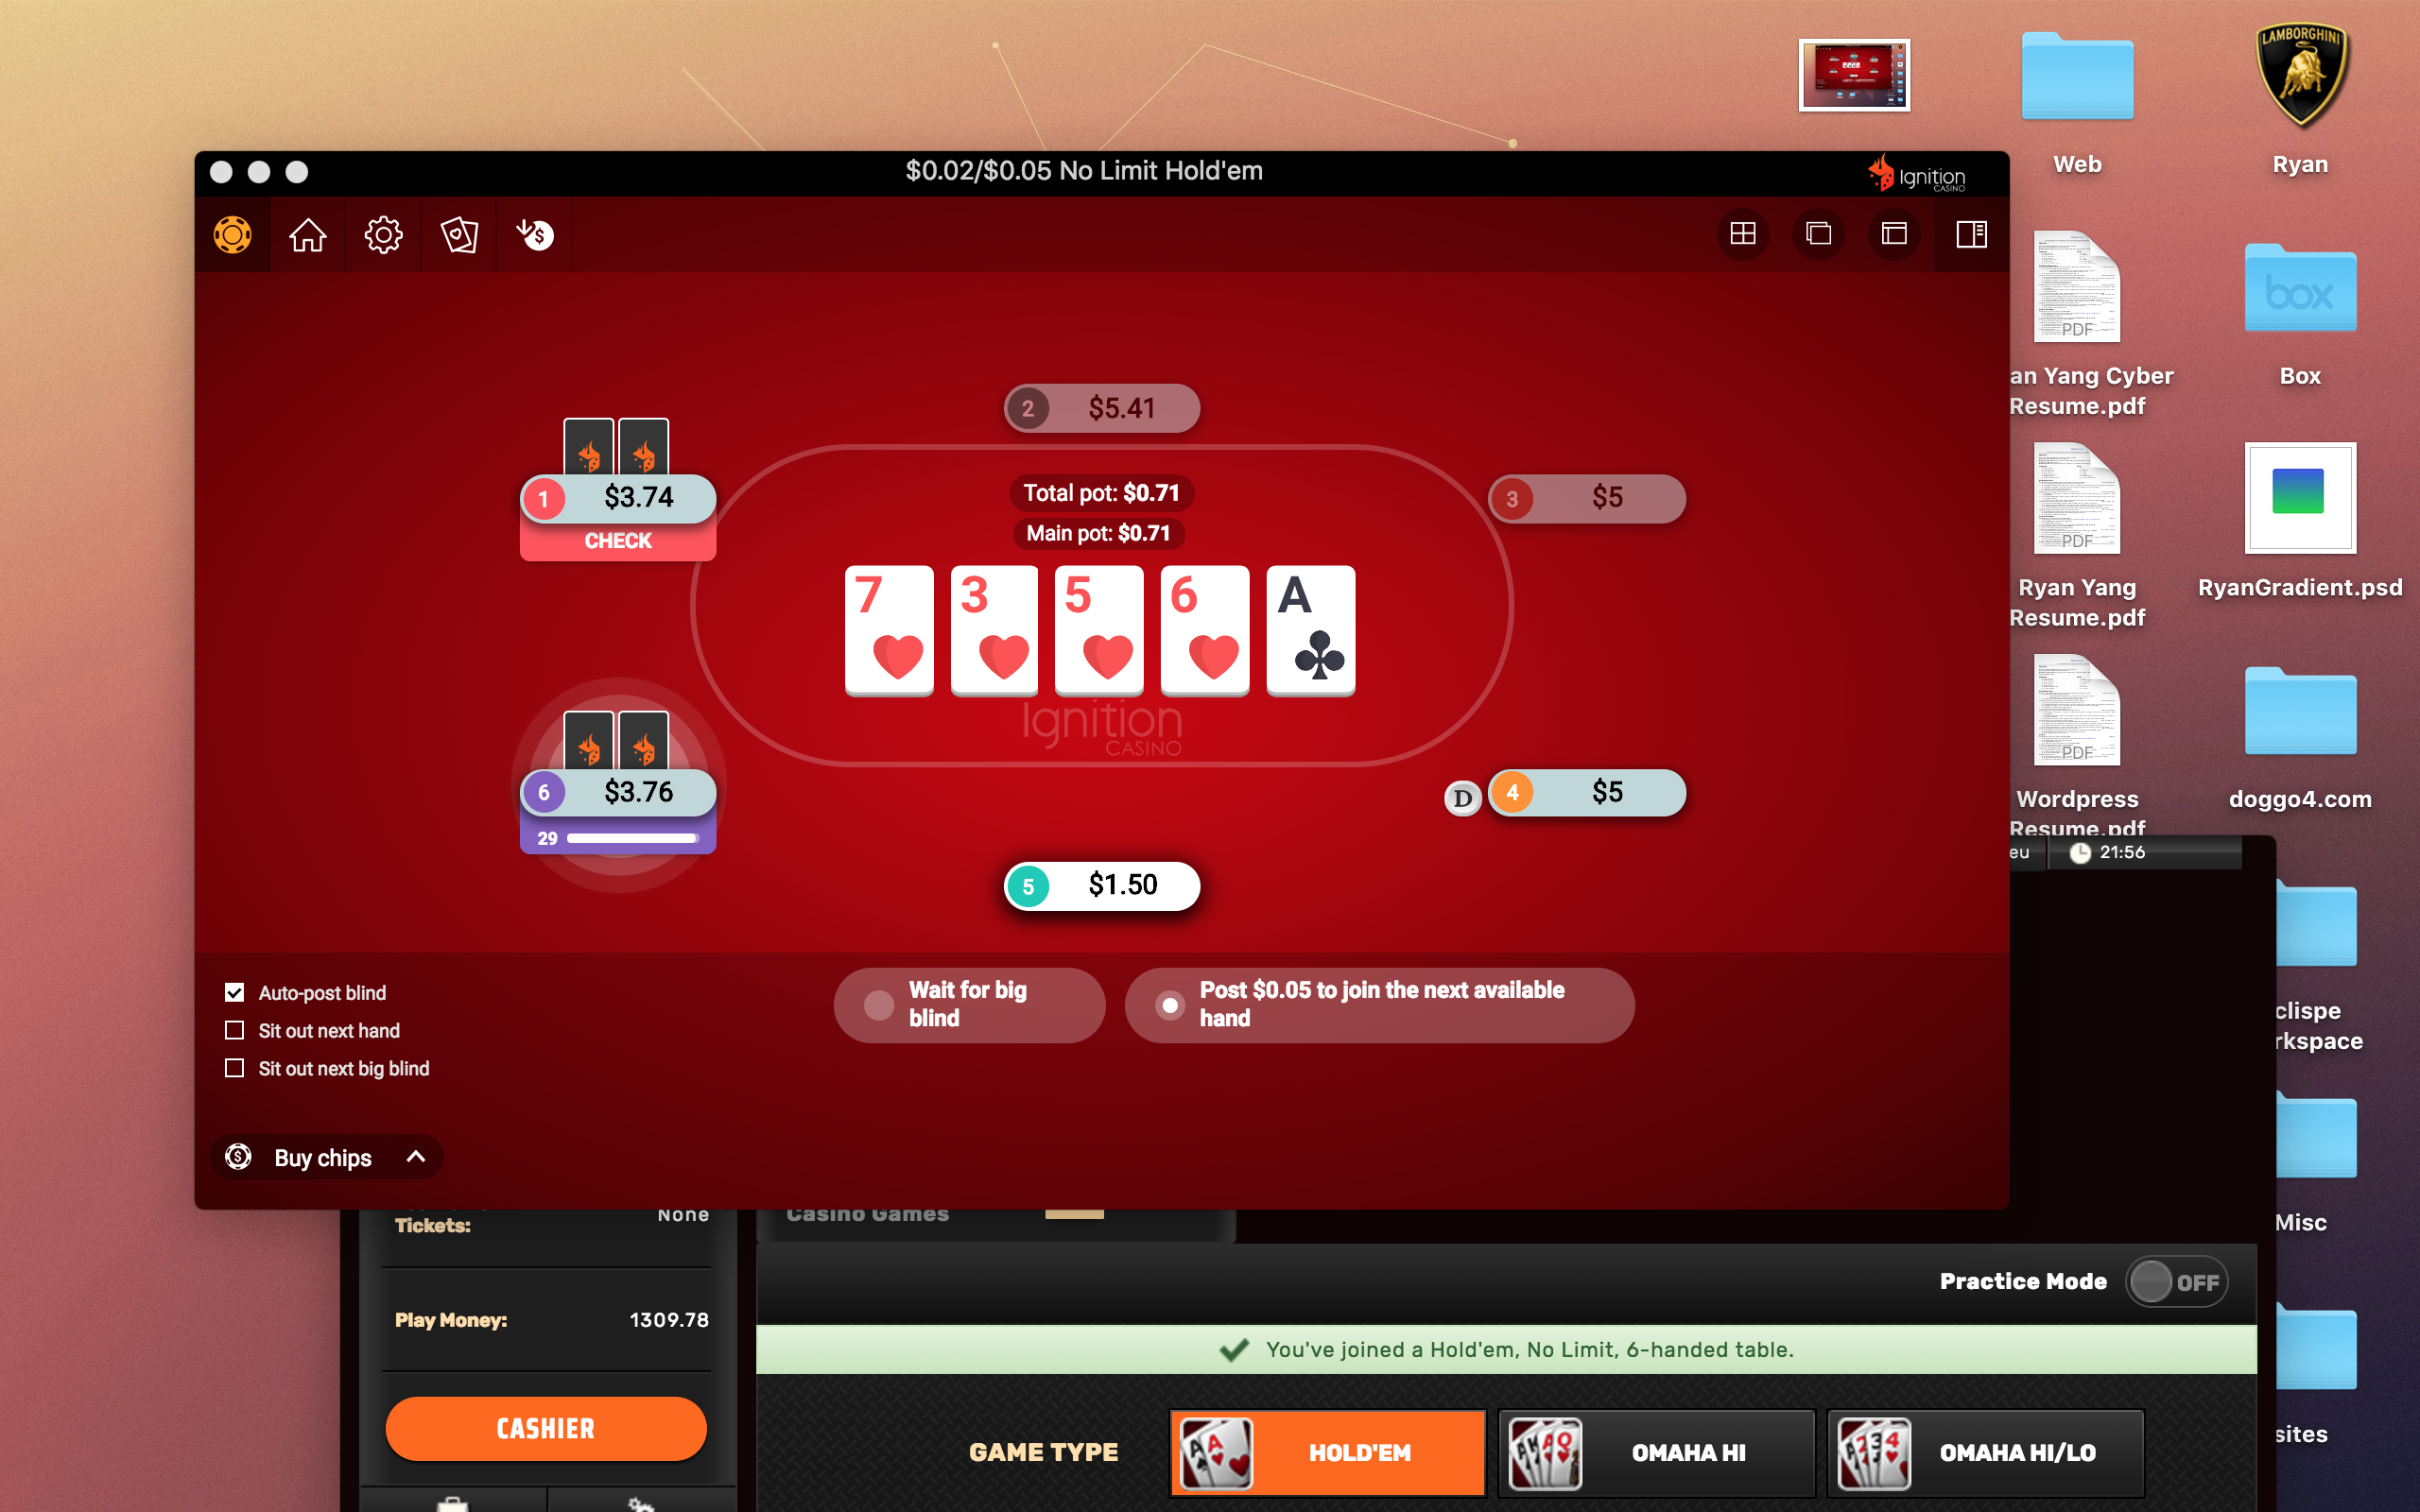 LAMBORGHINI
Web
Ryan
$0.02/$0.05 No Limit Hold'em
Ignition
CASINO
PDF
box
an Yang Cyber
Resume.pdf
Box
2 $5.41
1 $3.74
CHECK
Total pot: $0.71
Main pot: $0.71
3 $5
7 3 5 6 A
Ignition
CASINO
PDF
Ryan Yang
Resume.pdf
RyanGradient.psd
PDF
6 $3.76
29
D 4 $5
5 $1.50
Wordpress
Resume.pdf
doggo4.com
eu 21:56
Auto-post blind
Sit out next hand
Sit out next big blind
Wait for big
blind
Post $0.05 to join the next available
hand
clispe
rkspace
Buy chips
Misc
Tickets: None
Casino Games
Practice Mode OFF
Play Money: 1309.78
You've joined a Hold'em, No Limit, 6-handed table.
CASHIER
GAME TYPE
HOLD'EM
OMAHA HI
OMAHA HI/LO
sites